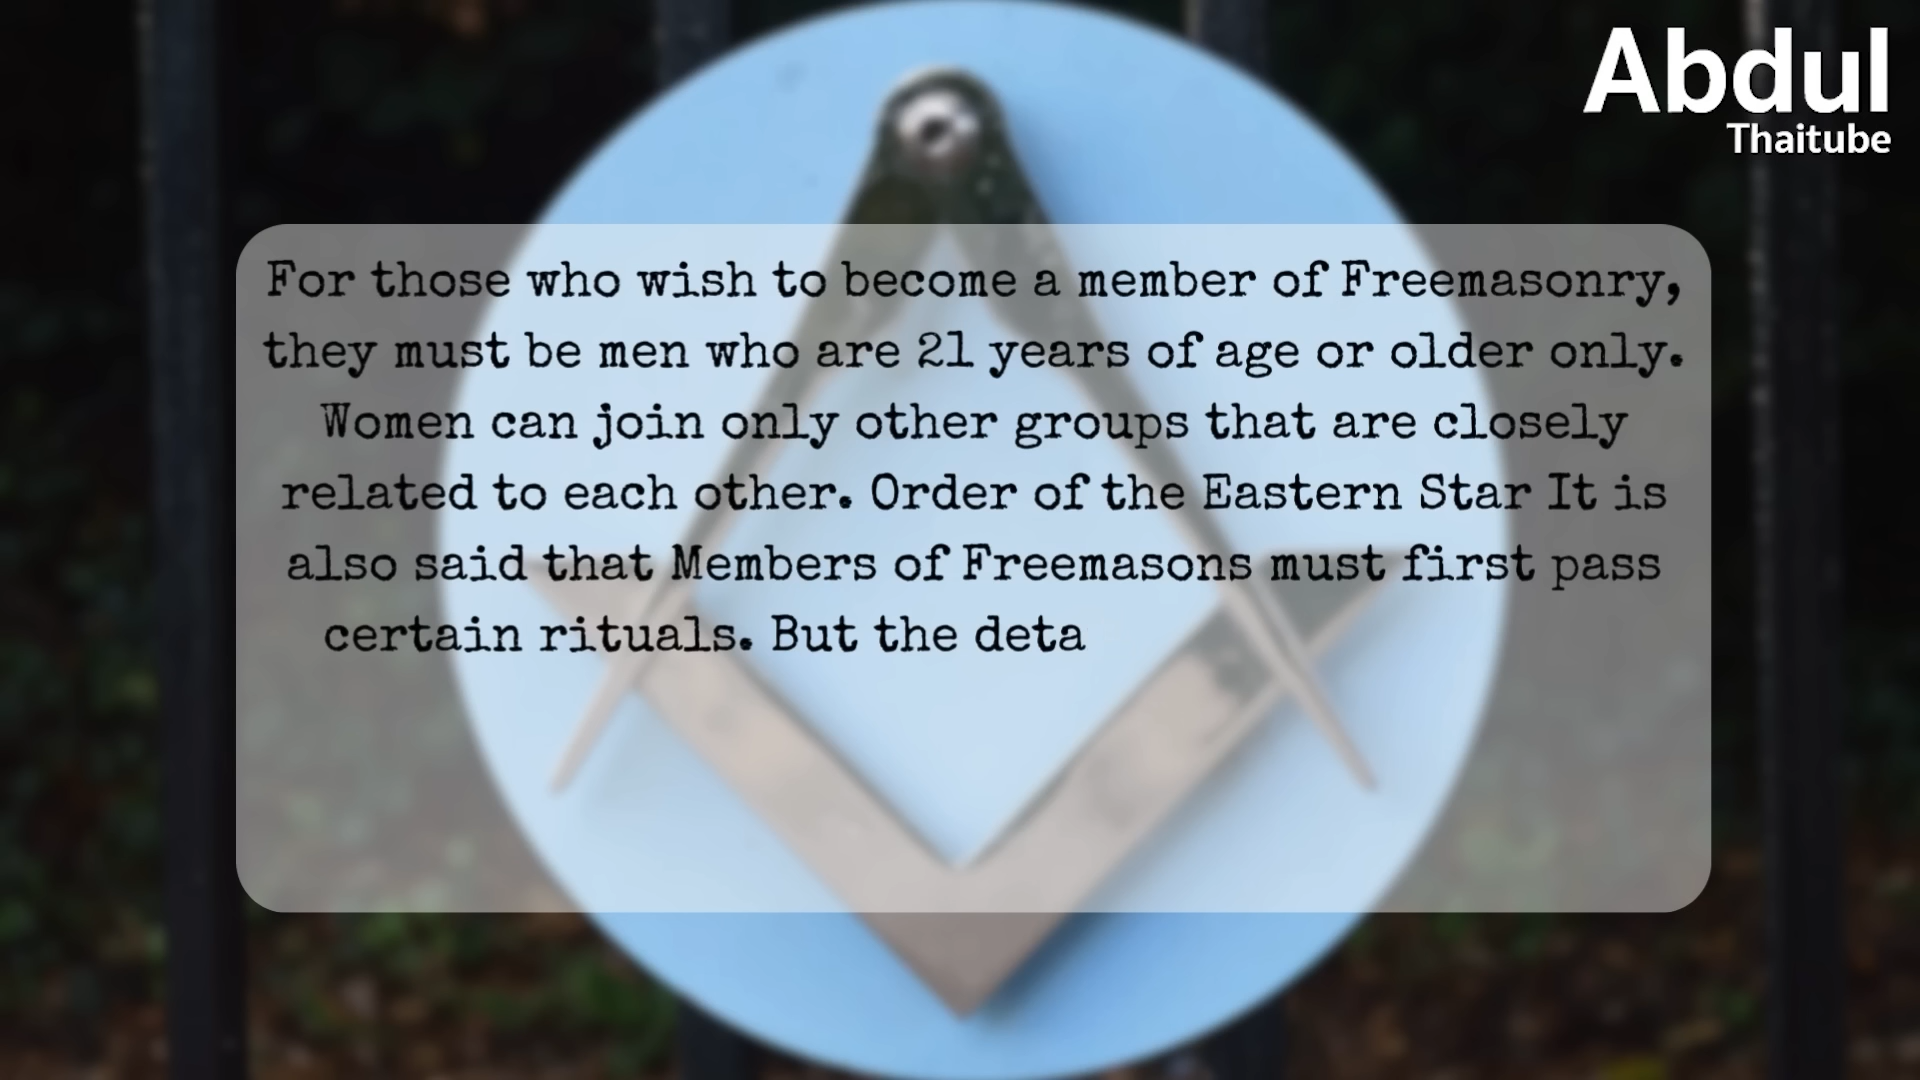 Abdul
Thaitube
For those who wish to become a member of Freemasonry,
they must be men who are 21 years of age or older only.
Women can join only other groups that are closely
related to each other. Order of the Eastern Star It is
also said that Members of Freemasons must first pass
certain rituals. But the deta